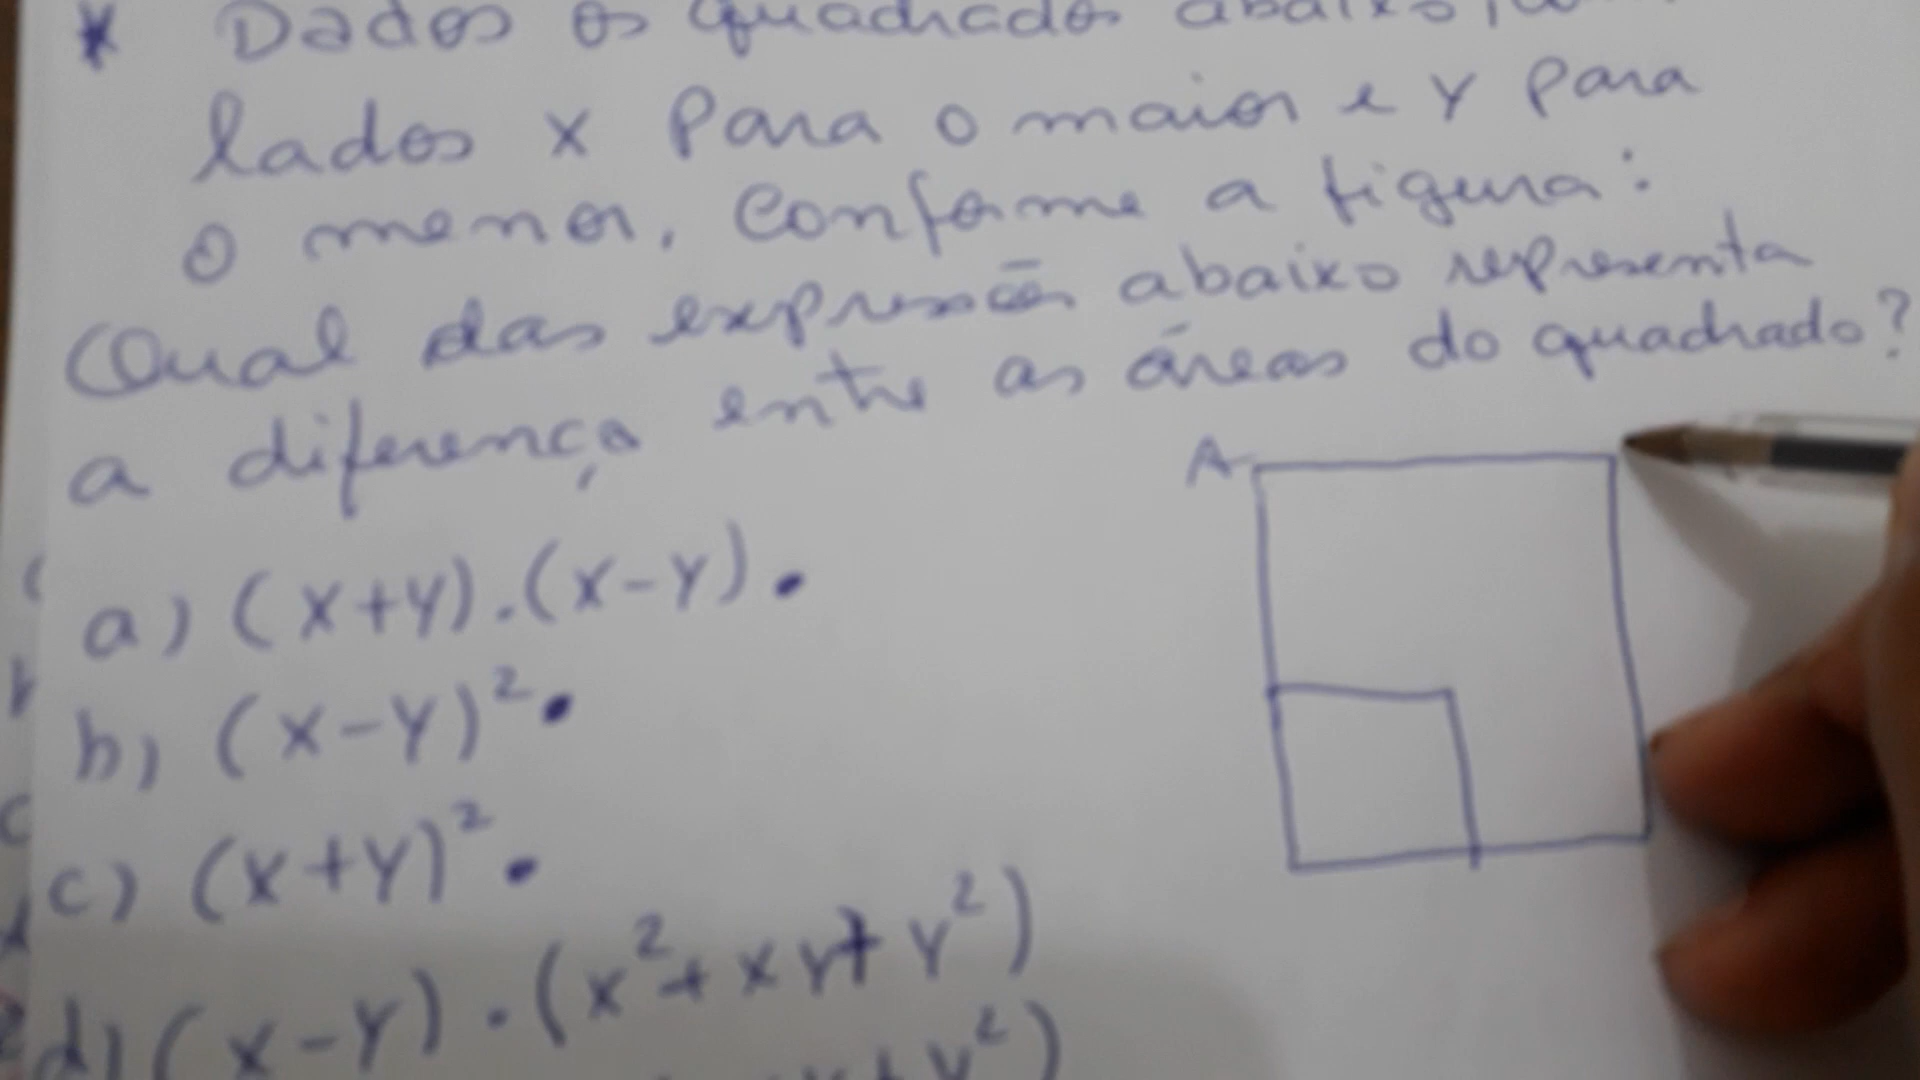 * Dados os quadrados abaixo,
lados x para o maior e y para
o menor, conforme a figura:
Qual das expressões abaixo representa
a diferença entre as áreas do quadrado?
A
a) (x+y).(x-y).
b) (x-y)².
c) (x+y)².
d) (x-y).(x²+xy+y²)
+y²)